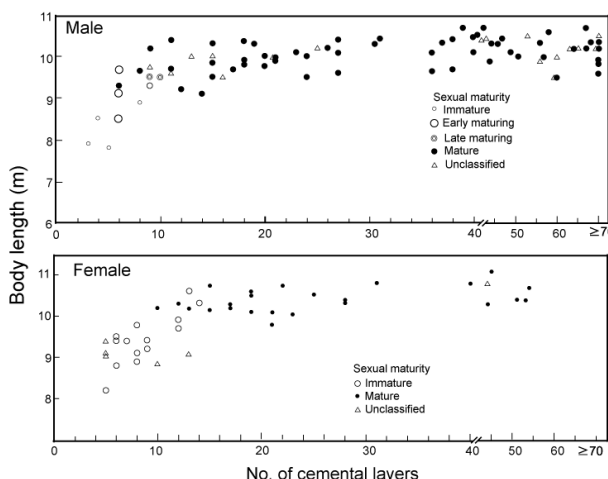 Male
11
10
9
8
7
6
Sexual maturity
Immature
Early maturing
Late maturing
Mature
Unclassified
0
10
20
30
40
50
60
≥70
Body length (m)
Female
11
10
9
8
7
Sexual maturity
Immature
Mature
Unclassified
0
10
20
30
40
50
60
≥70
No. of cemental layers